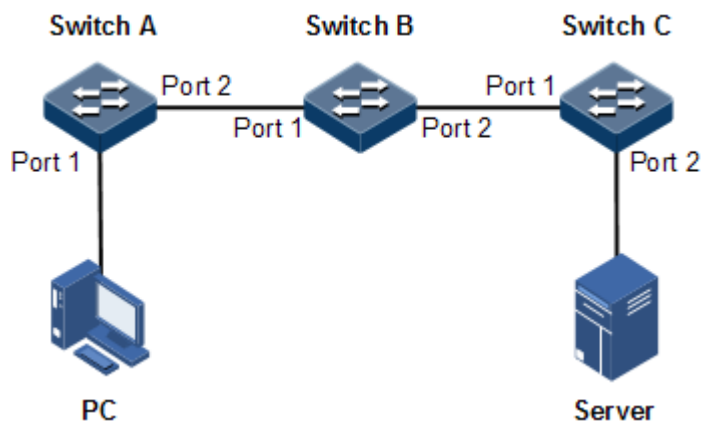 Switch A
Switch B
Switch C
Port 2
Port 1
Port 1
Port 2
Port 1
Port 2
PC
Server